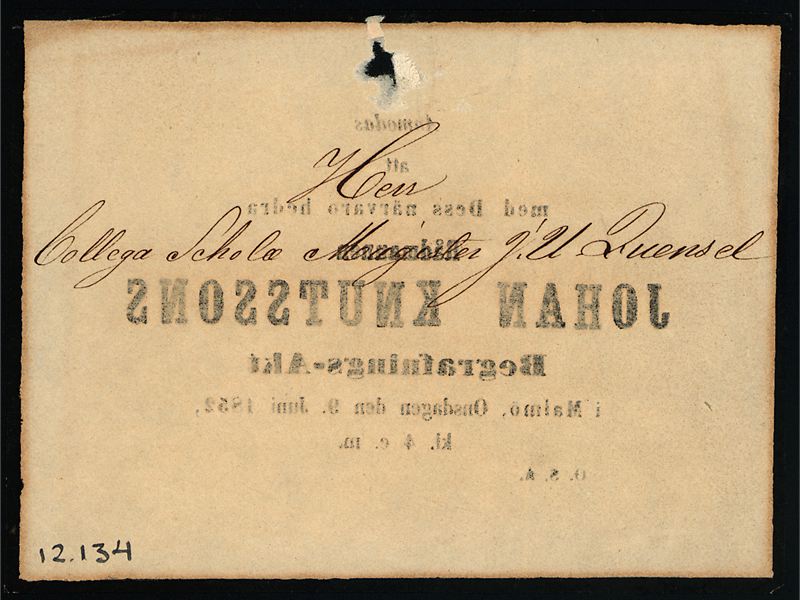 Anmodas
att
Herr
med Dess närvaro hedra
Collega Scholæ Magister J. U Quensel
Rådmannen
JOHAN KNUTSSONS
Begrafnings-Akt
i Malmö, Onsdagen den 9. Juni 1852,
kl. 4 e. m.
O. S. A.
12.134